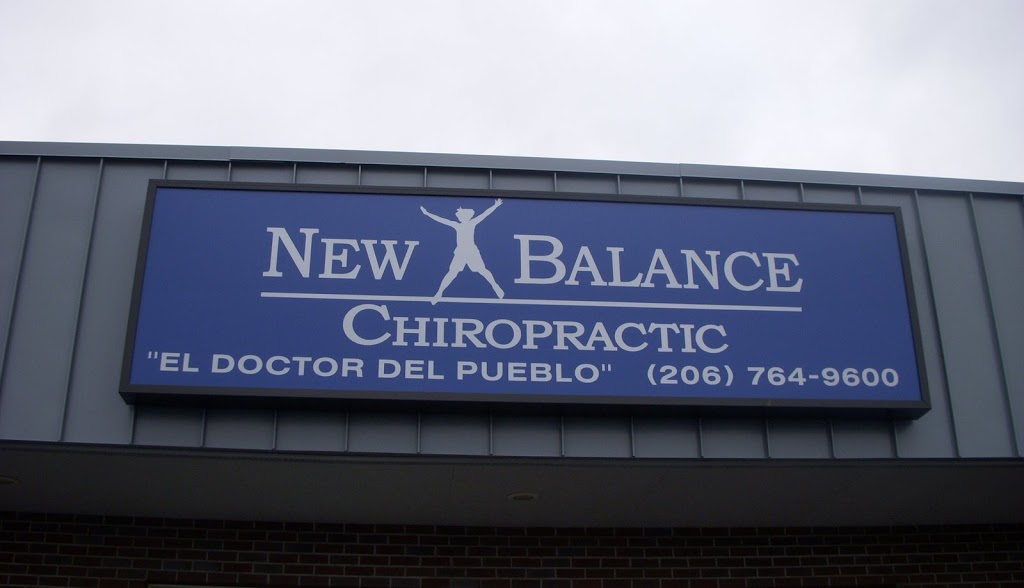 NEW BALANCE
CHIROPRACTIC
"EL DOCTOR DEL PUEBLO" (206) 764-9600